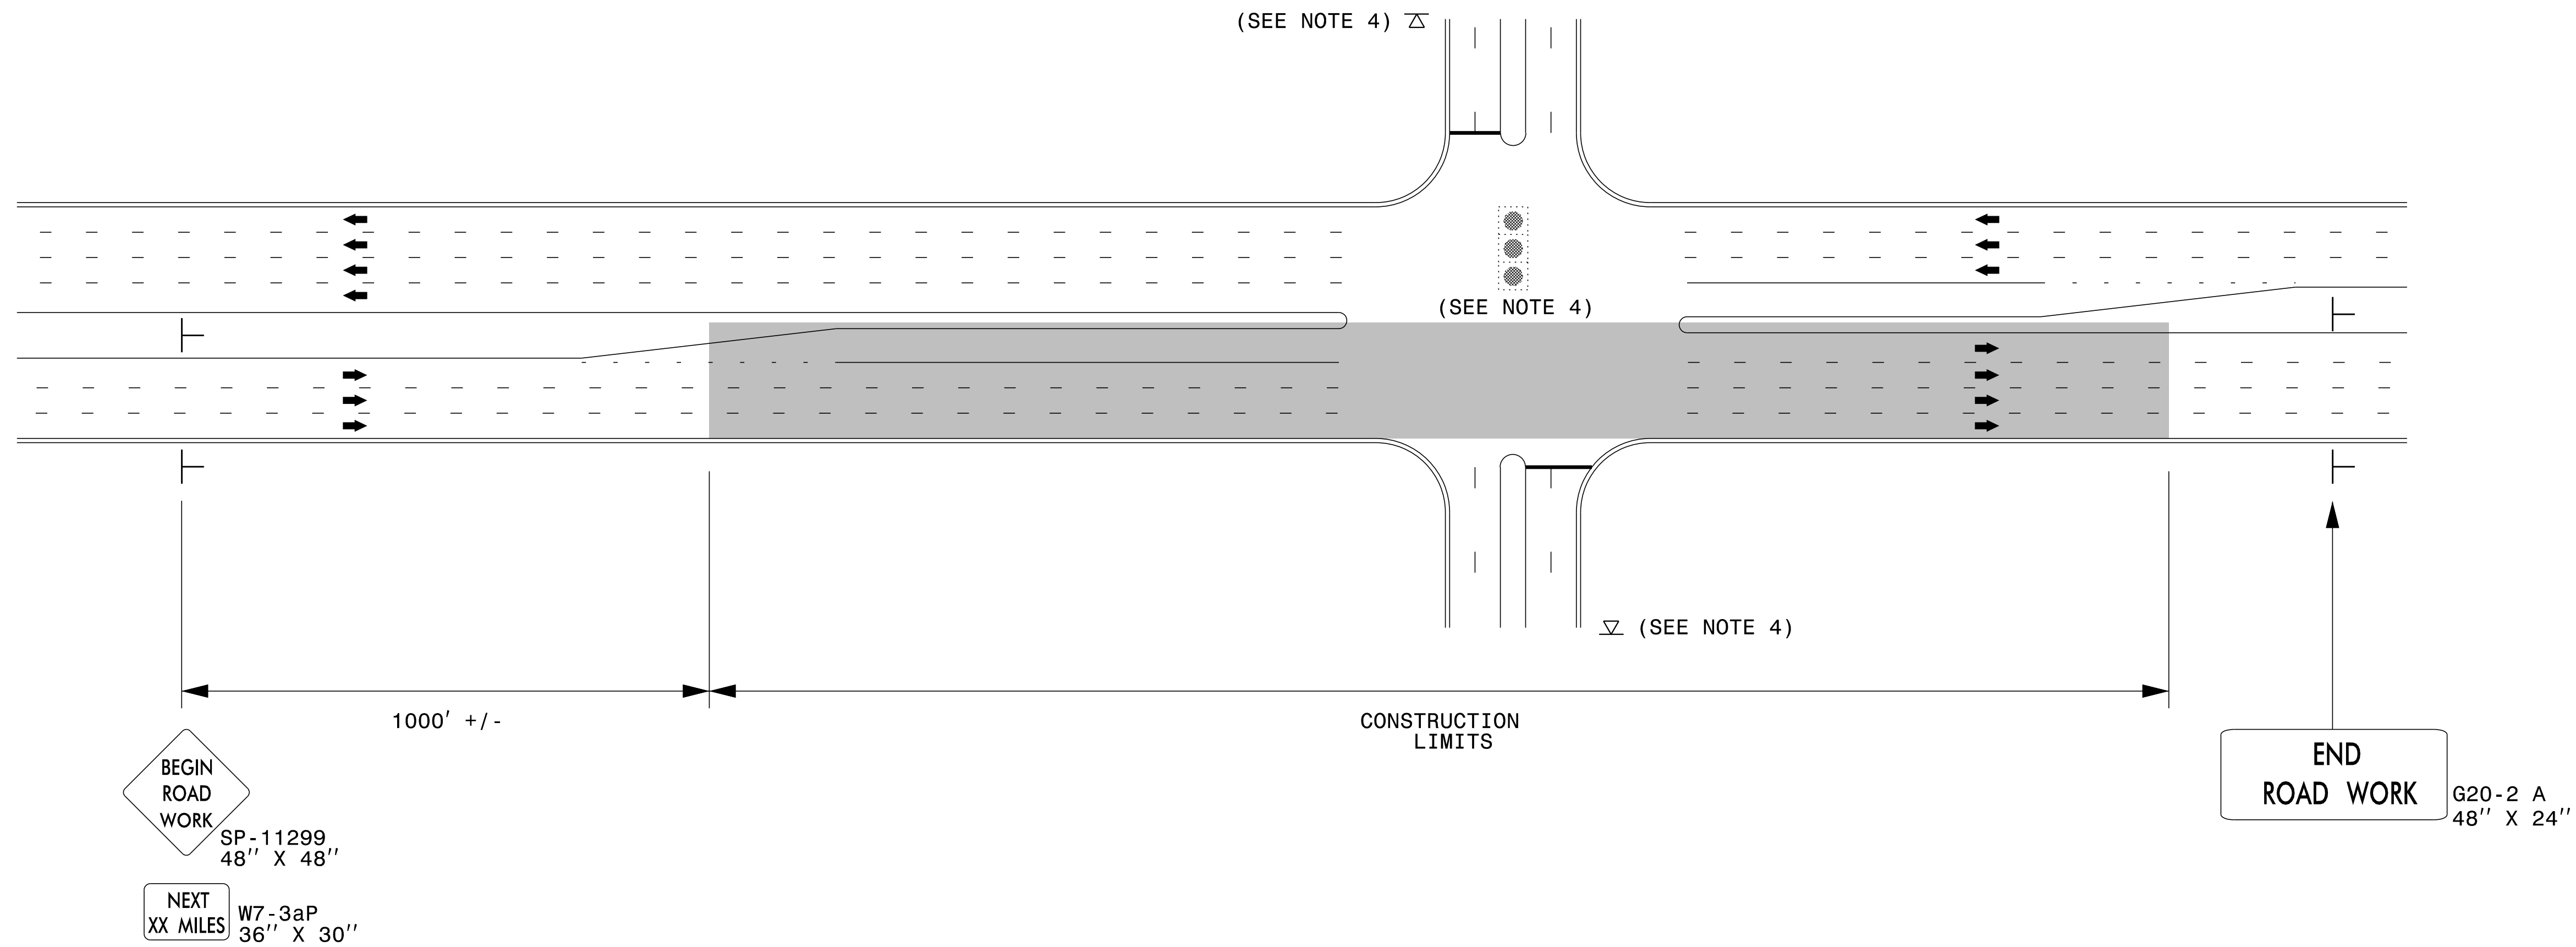 (SEE NOTE 4)
(SEE NOTE 4)
(SEE NOTE 4)
1000' +/-
CONSTRUCTION
LIMITS
BEGIN
ROAD
WORK
SP-11299
48'' X 48''
NEXT
XX MILES
W7-3aP
36'' X 30''
END
ROAD WORK
G20-2 A
48'' X 24''